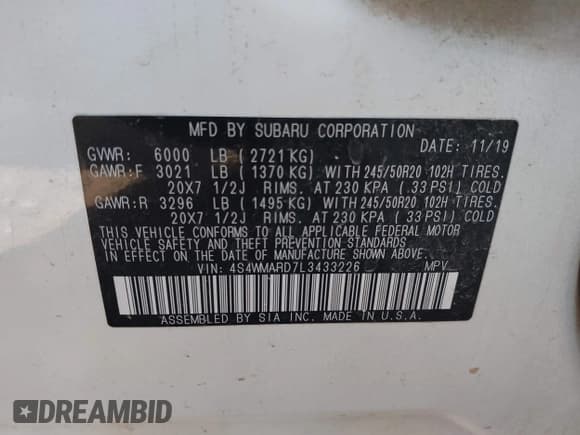 MFD BY SUBARU CORPORATION
DATE: 11/19
GVWR: 6000 LB ( 2721 KG)
GAWR:F 3021 LB ( 1370 KG) WITH 245/50R20 102H TIRES.
20X7 1/2J RIMS. AT 230 KPA ( 33 PSI) COLD
GAWR:R 3296 LB ( 1495 KG) WITH 245/50R20 102H TIRES.
20X7 1/2J RIMS. AT 230 KPA ( 33 PSI) COLD
THIS VEHICLE CONFORMS TO ALL APPLICABLE FEDERAL MOTOR
VEHICLE SAFETY AND THEFT PREVENTION STANDARDS
IN EFFECT ON THE DATE OF MANUFACTURE SHOWN ABOVE.
VIN: 4S4WMARD7L3433226 MPV
ASSEMBLED BY SIA INC. MADE IN U.S.A.
DREAMBID